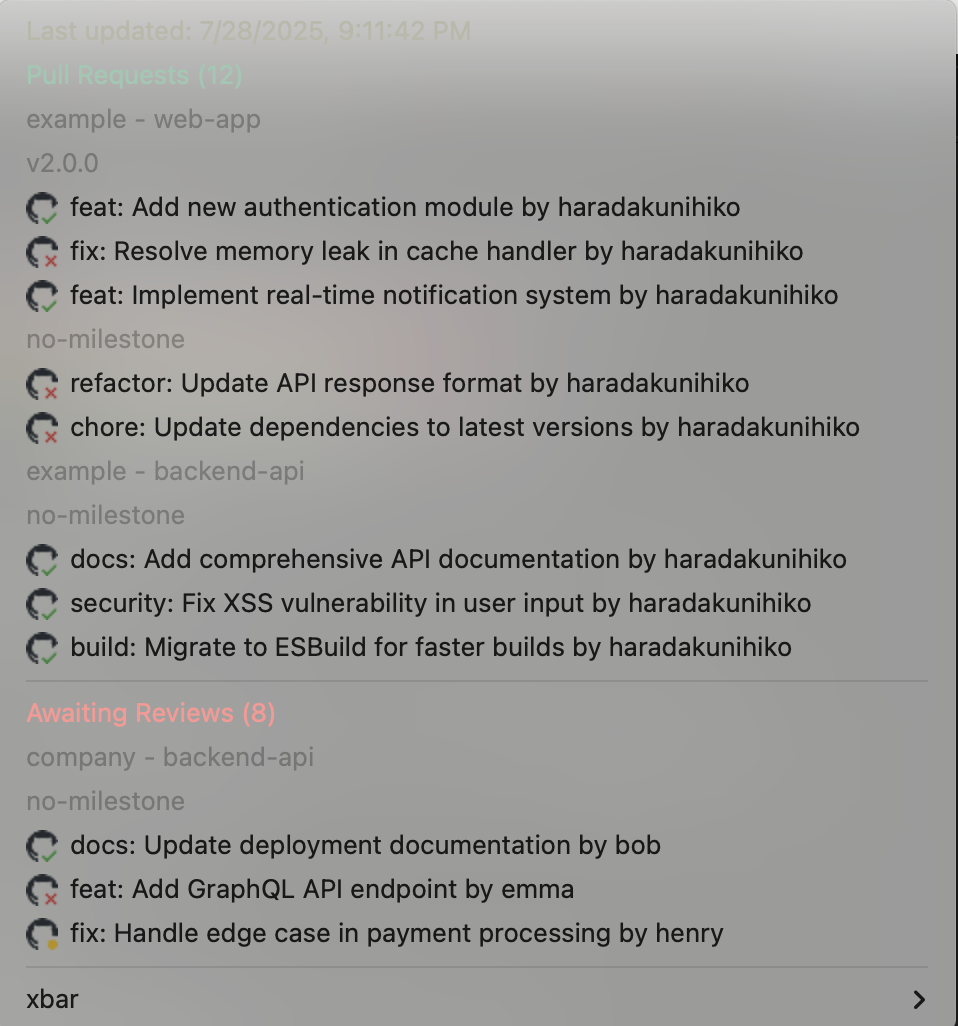 Last updated: 7/28/2025, 9:11:42 PM
Pull Requests (12)
example - web-app
v2.0.0
feat: Add new authentication module by haradakunihiko
fix: Resolve memory leak in cache handler by haradakunihiko
feat: Implement real-time notification system by haradakunihiko
no-milestone
refactor: Update API response format by haradakunihiko
chore: Update dependencies to latest versions by haradakunihiko
example - backend-api
no-milestone
docs: Add comprehensive API documentation by haradakunihiko
security: Fix XSS vulnerability in user input by haradakunihiko
build: Migrate to ESBuild for faster builds by haradakunihiko
Awaiting Reviews (8)
company - backend-api
no-milestone
docs: Update deployment documentation by bob
feat: Add GraphQL API endpoint by emma
fix: Handle edge case in payment processing by henry
xbar